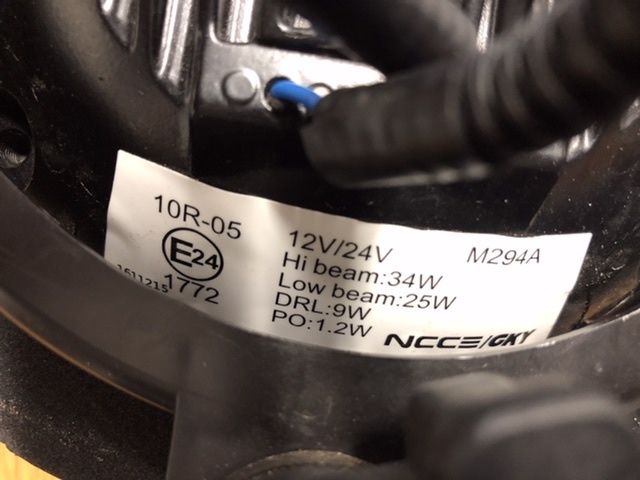 10R-05
E24
1772
1611215
12V/24V
Hi beam:34W
Low beam:25W
DRL:9W
PO:1.2W
M294A
NCCE/GKY